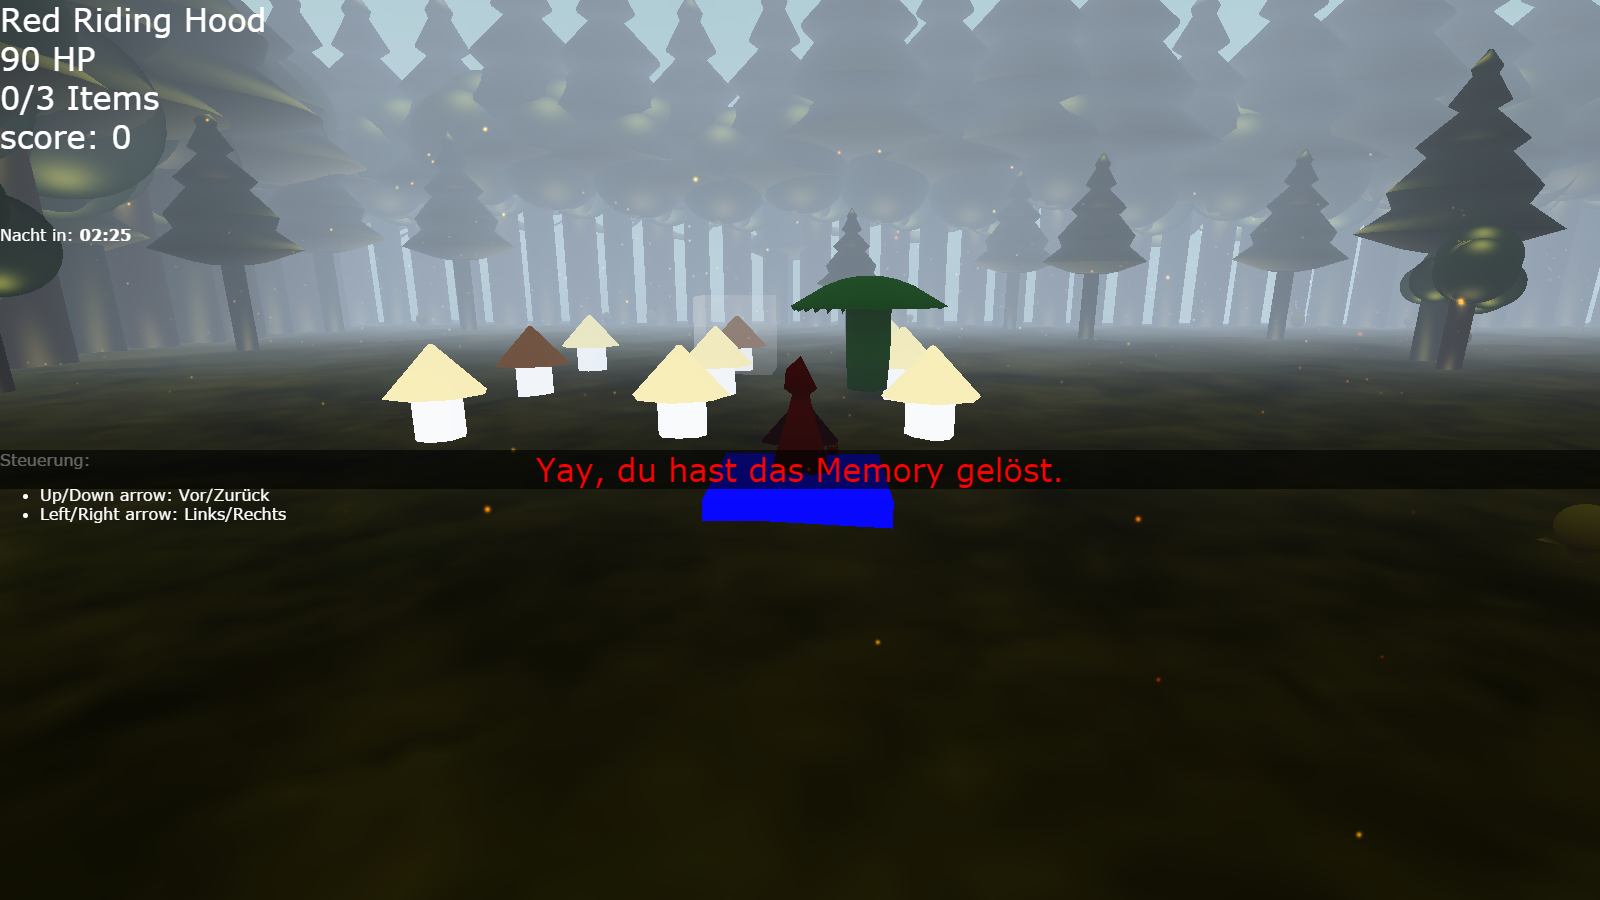 Red Riding Hood
90 HP
0/3 Items
score: 0
Nacht in: 02:25
Steuerung:
Yay, du hast das Memory gelöst.
Up/Down arrow: Vor/Zurück
Left/Right arrow: Links/Rechts